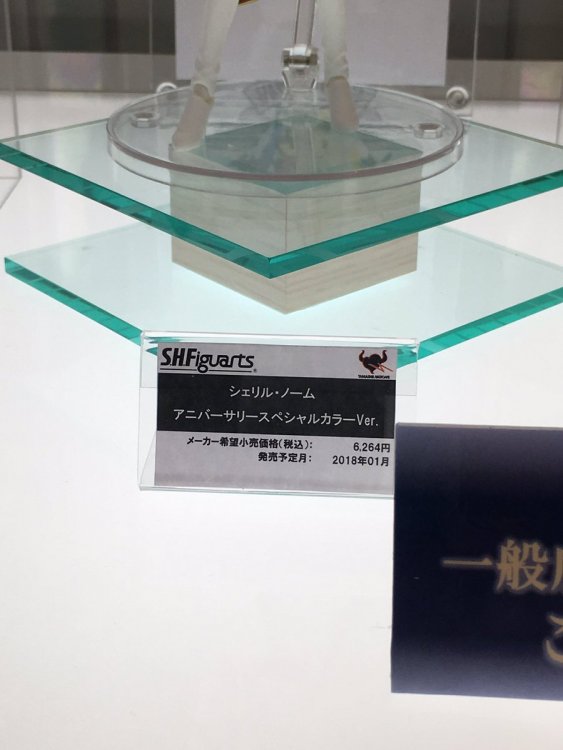 S.H.Figuarts
TAMASHII NATIONS
シェリル・ノーム
アニバーサリースペシャルカラーVer.
メーカー希望小売価格(税込): 6,264円
発売予定月: 2018年01月
一般